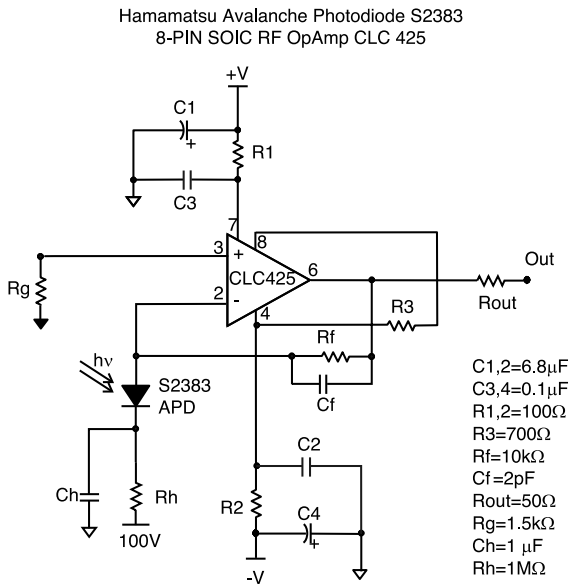 Hamamatsu Avalanche Photodiode S2383
8-PIN SOIC RF OpAmp CLC 425
+V
C1
+
R1
C3
7
8
3
+
CLC425
6
Out
Rg
2
-
4
R3
Rout
Rf
hν
S2383
APD
Cf
C1,2=6.8μF
C3,4=0.1μF
R1,2=100Ω
R3=700Ω
Rf=10kΩ
Cf=2pF
Rout=50Ω
Rg=1.5kΩ
Ch=1 μF
Rh=1MΩ
C2
Ch
Rh
R2
C4
+
100V
-V